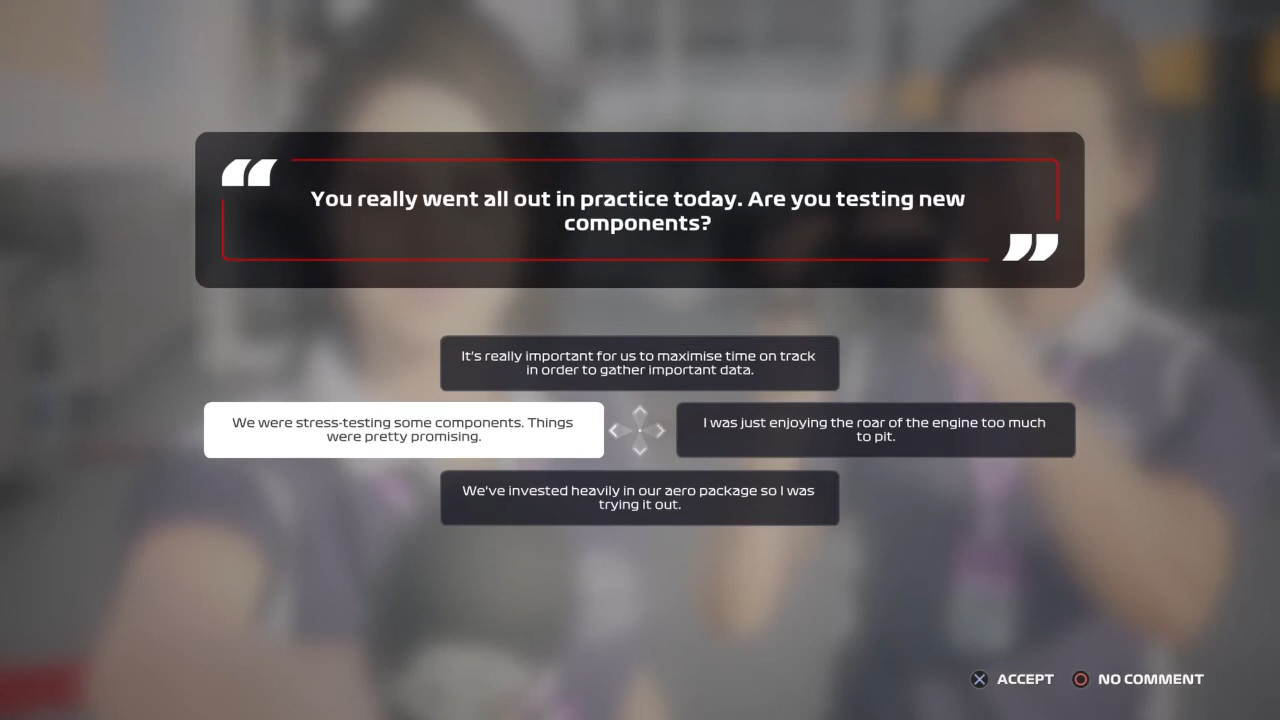 You really went all out in practice today. Are you testing new
components?
It's really important for us to maximise time on track
in order to gather important data.
We were stress-testing some components. Things
were pretty promising.
I was just enjoying the roar of the engine too much
to pit.
We've invested heavily in our aero package so I was
trying it out.
ACCEPT
NO COMMENT